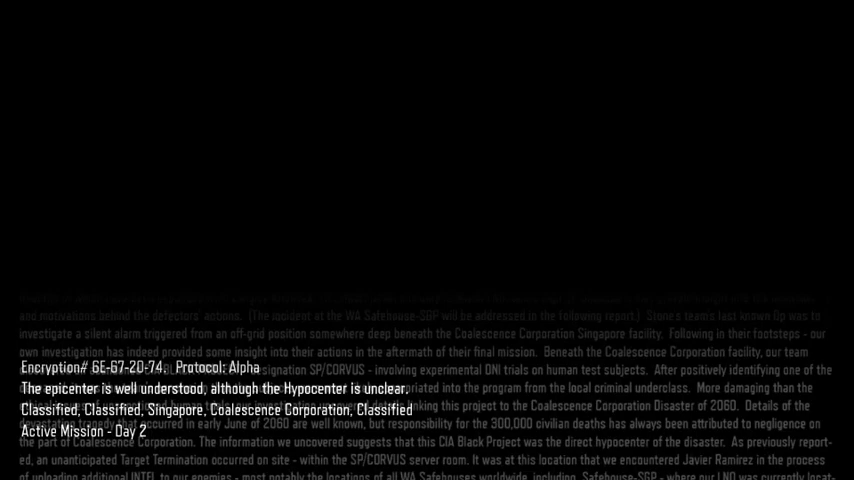 and motivations behind the defectors' actions. (The incident at the WA Safehouse-SGP will be addressed in the following report.) Stone's team's last known Op was to
investigate a silent alarm triggered from an off-grid position somewhere deep beneath the Coalescence Corporation Singapore facility. Following in their footsteps - our
own investigation has indeed provided some insight into their actions in the aftermath of their final mission. Beneath the Coalescence Corporation facility, our team
Encryption# 6E-67-20-74. Protocol: Alpha
designation SP/CORVUS - involving experimental DNI trials on human test subjects. After positively identifying one of the
The epicenter is well understood, although the Hypocenter is unclear.
into the program from the local criminal underclass. More damaging than the
Classified, Classified, Singapore, Coalescence Corporation, Classified
linking this project to the Coalescence Corporation Disaster of 2060. Details of the
devastating tragedy that occurred in early June of 2060 are well known, but responsibility for the 300,000 civilian deaths has always been attributed to negligence on
Active Mission - Day 2
the part of Coalescence Corporation. The information we uncovered suggests that this CIA Black Project was the direct hypocenter of the disaster. As previously report-
ed, an unanticipated Target Termination occurred on site - within the SP/CORVUS server room. It was at this location that we encountered Javier Ramirez in the process
of uploading additional INTEL to our enemies - most notably the locations of all WA Safehouses worldwide, including, Safehouse-SGP - where our LNO was currently locat-